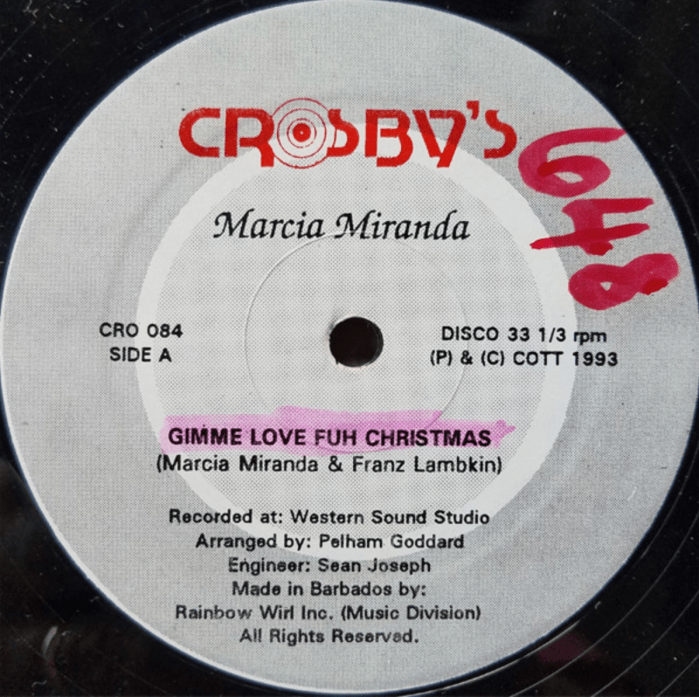 CROSBY'S
648
Marcia Miranda
CRO 084
SIDE A
DISCO 33 1/3 rpm
(P) & (C) COTT 1993
GIMME LOVE FUH CHRISTMAS
(Marcia Miranda & Franz Lambkin)
Recorded at: Western Sound Studio
Arranged by: Pelham Goddard
Engineer: Sean Joseph
Made in Barbados by:
Rainbow Wirl Inc. (Music Division)
All Rights Reserved.